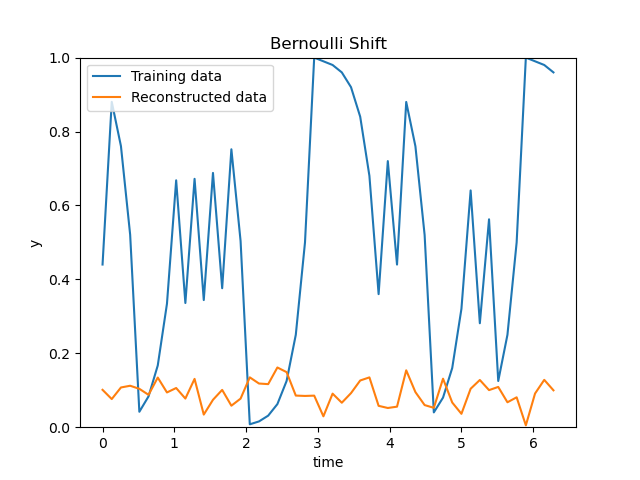 Bernoulli Shift
Training data
Reconstructed data
y
1.0
0.8
0.6
0.4
0.2
0.0
0 1 2 3 4 5 6
time